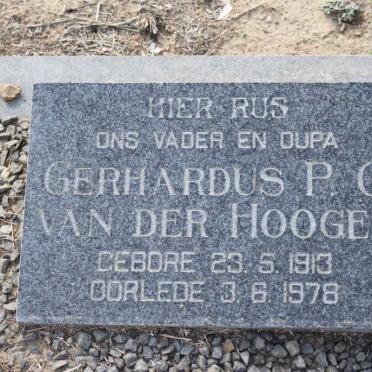 HIER RUS
ONS VADER EN OUPA
GERHARDUS P.
VAN DER HOOGE
GEBORE 23.5.1913
OORLEDE 3.6.1978